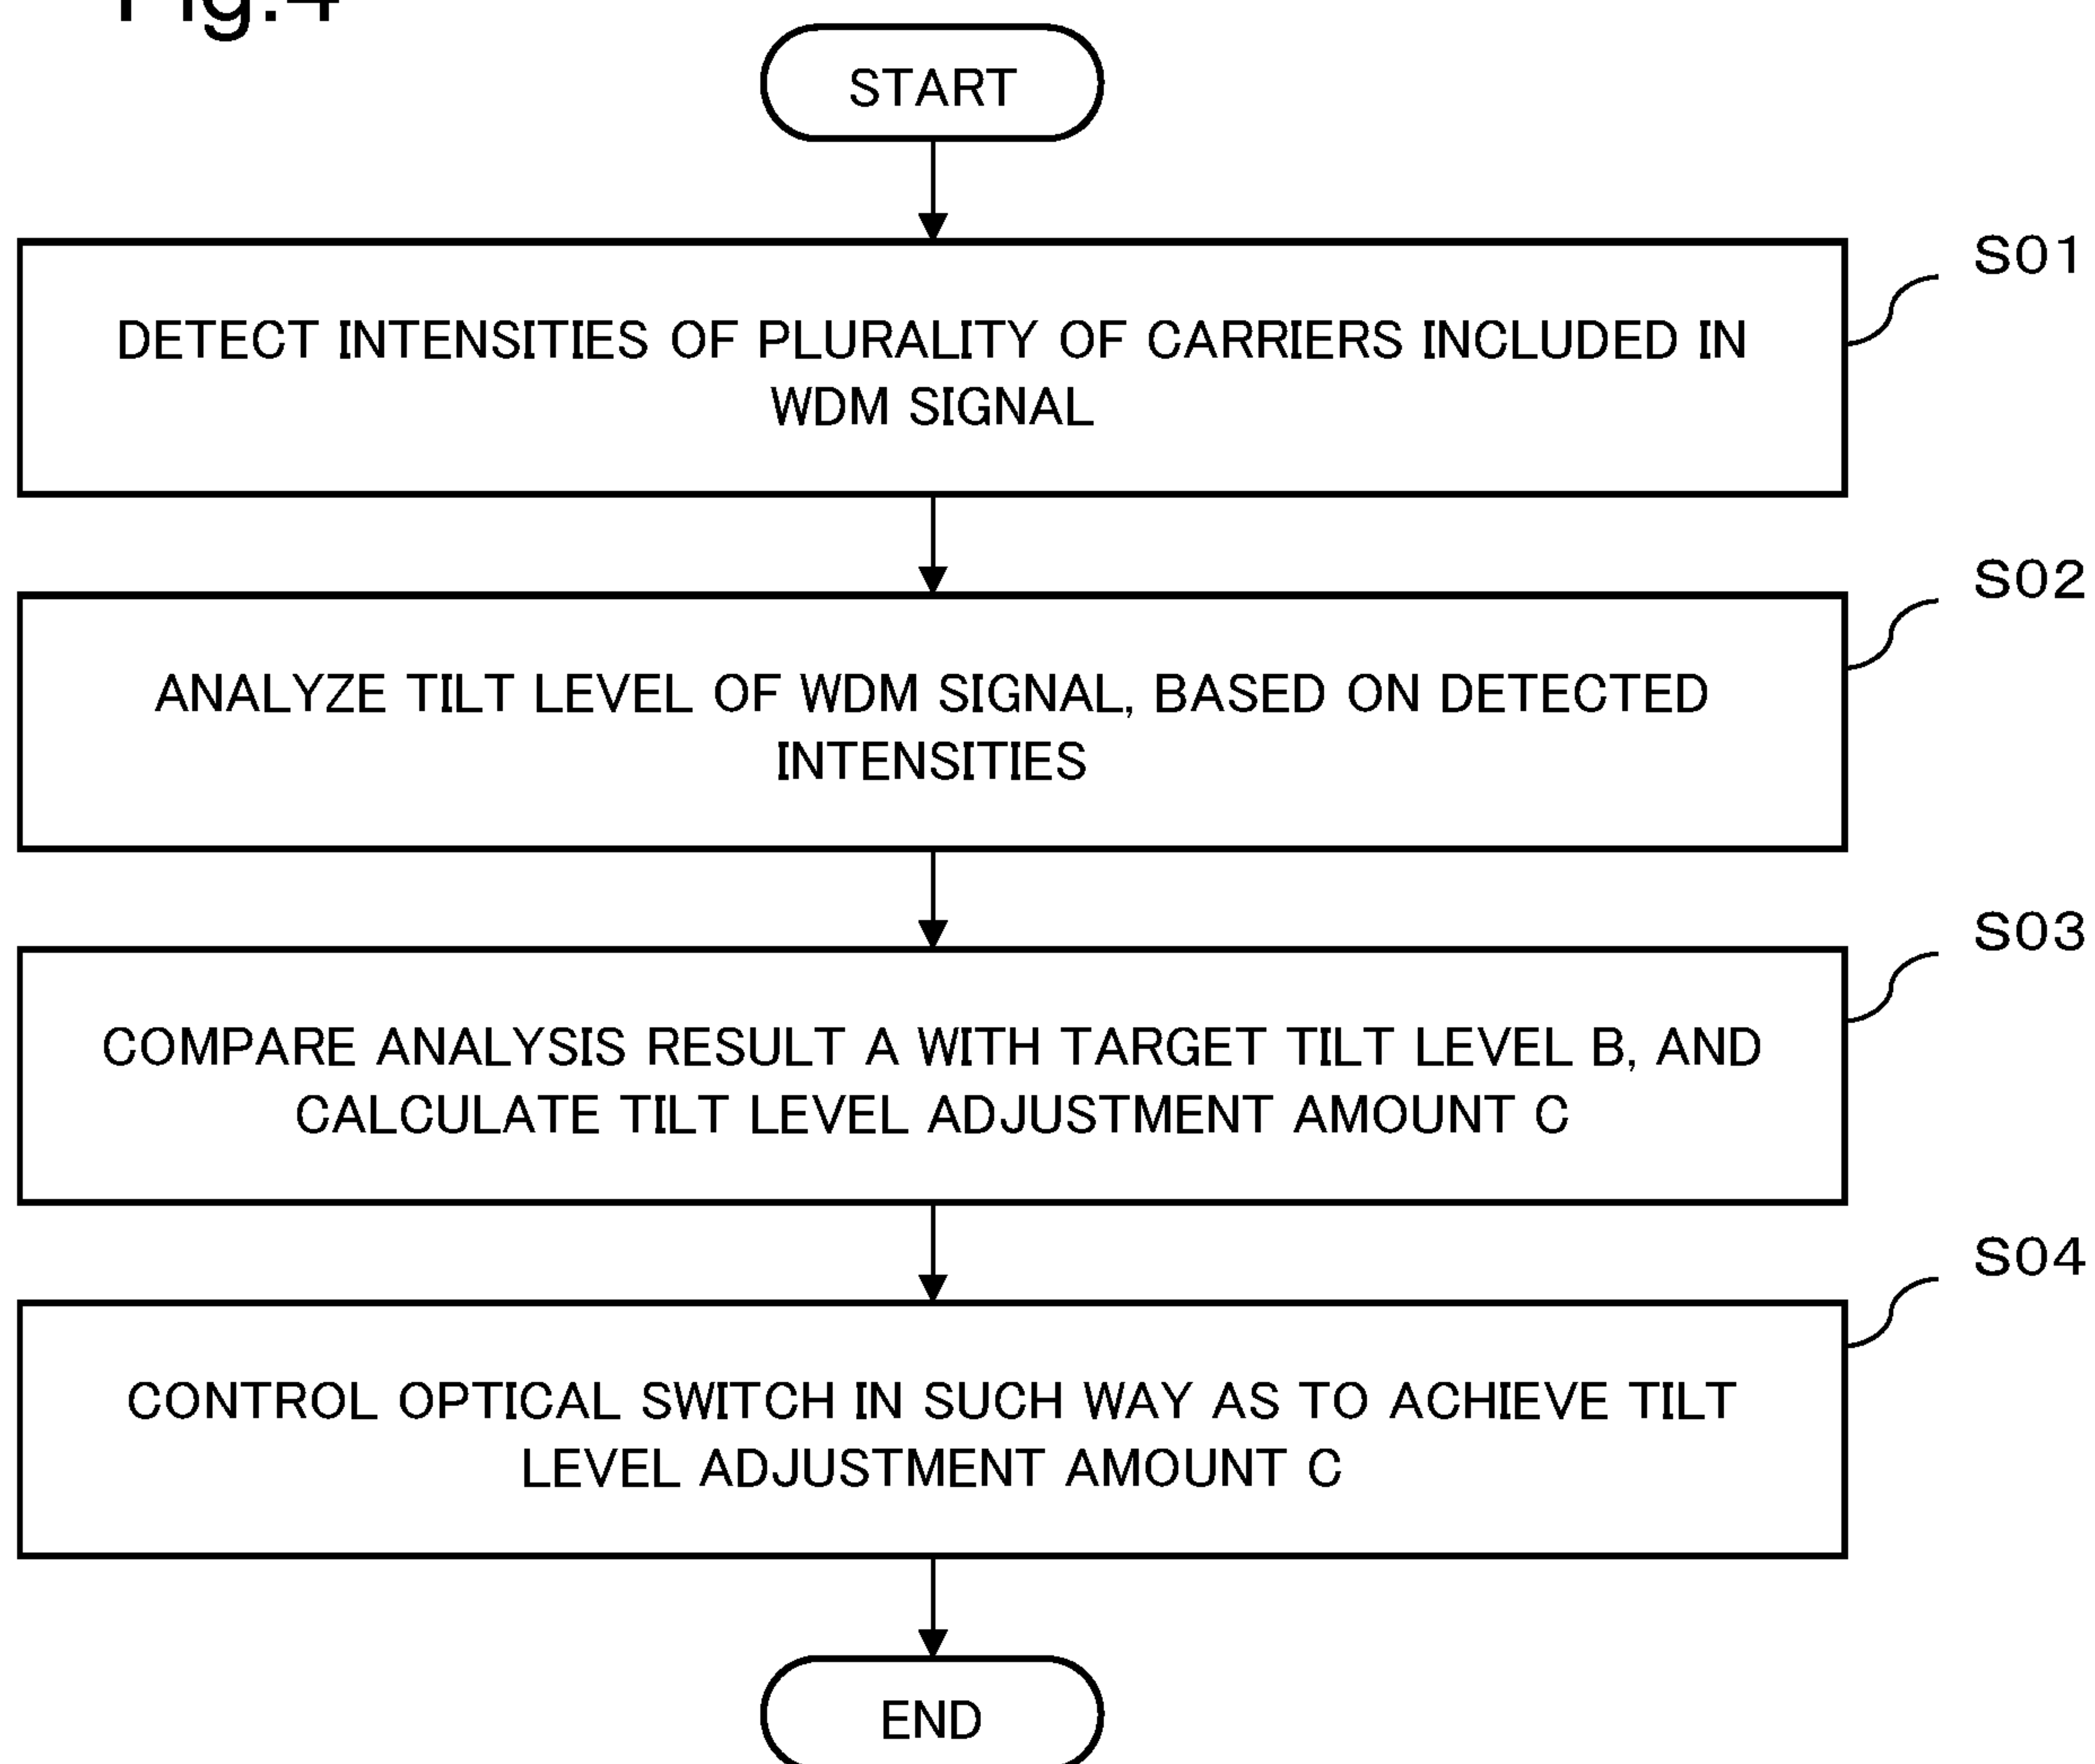 Fig.4
START
S01
DETECT INTENSITIES OF PLURALITY OF CARRIERS INCLUDED IN
WDM SIGNAL
S02
ANALYZE TILT LEVEL OF WDM SIGNAL, BASED ON DETECTED
INTENSITIES
S03
COMPARE ANALYSIS RESULT A WITH TARGET TILT LEVEL B, AND
CALCULATE TILT LEVEL ADJUSTMENT AMOUNT C
S04
CONTROL OPTICAL SWITCH IN SUCH WAY AS TO ACHIEVE TILT
LEVEL ADJUSTMENT AMOUNT C
END